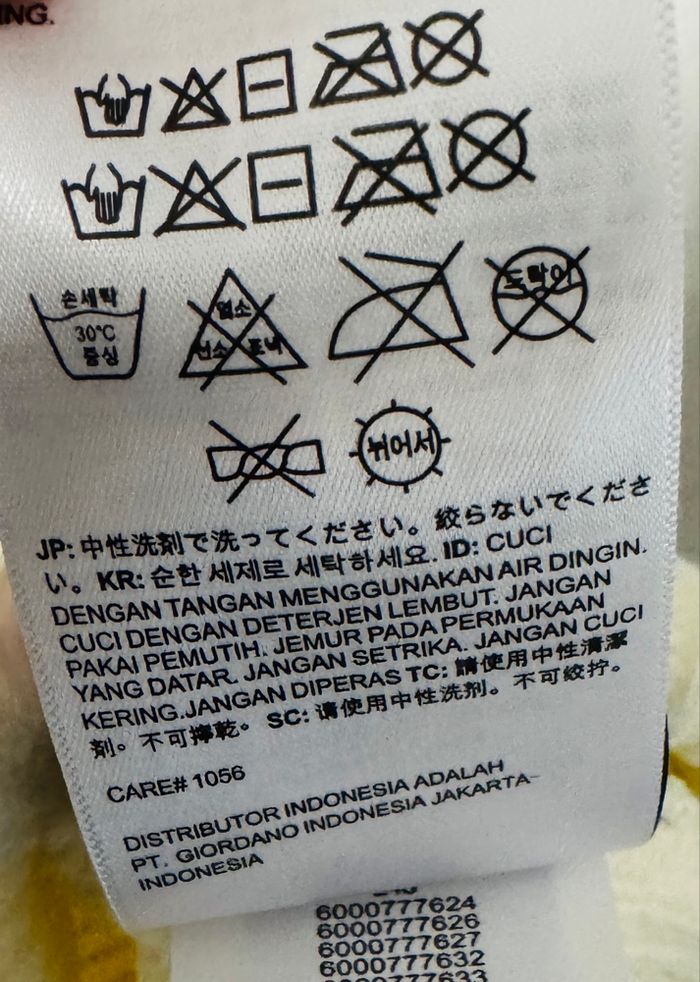 ING.
손세탁
30°C
중성
염소
산소 표백
드라이
뉘어서
JP: 中性洗剤で洗ってください。絞らないでくださ
い。KR: 순한 세제로 세탁하세요. ID: CUCI
DENGAN TANGAN MENGGUNAKAN AIR DINGIN.
CUCI DENGAN DETERJEN LEMBUT. JANGAN
PAKAI PEMUTIH. JEMUR PADA PERMUKAAN
YANG DATAR. JANGAN SETRIKA. JANGAN CUCI
KERING.JANGAN DIPERAS TC: 請使用中性清潔
劑。不可擰乾。 SC: 请使用中性洗剂。不可绞拧。
CARE# 1056
DISTRIBUTOR INDONESIA ADALAH
PT. GIORDANO INDONESIA JAKARTA-
INDONESIA
6000777624
6000777626
6000777627
6000777632
6000777633